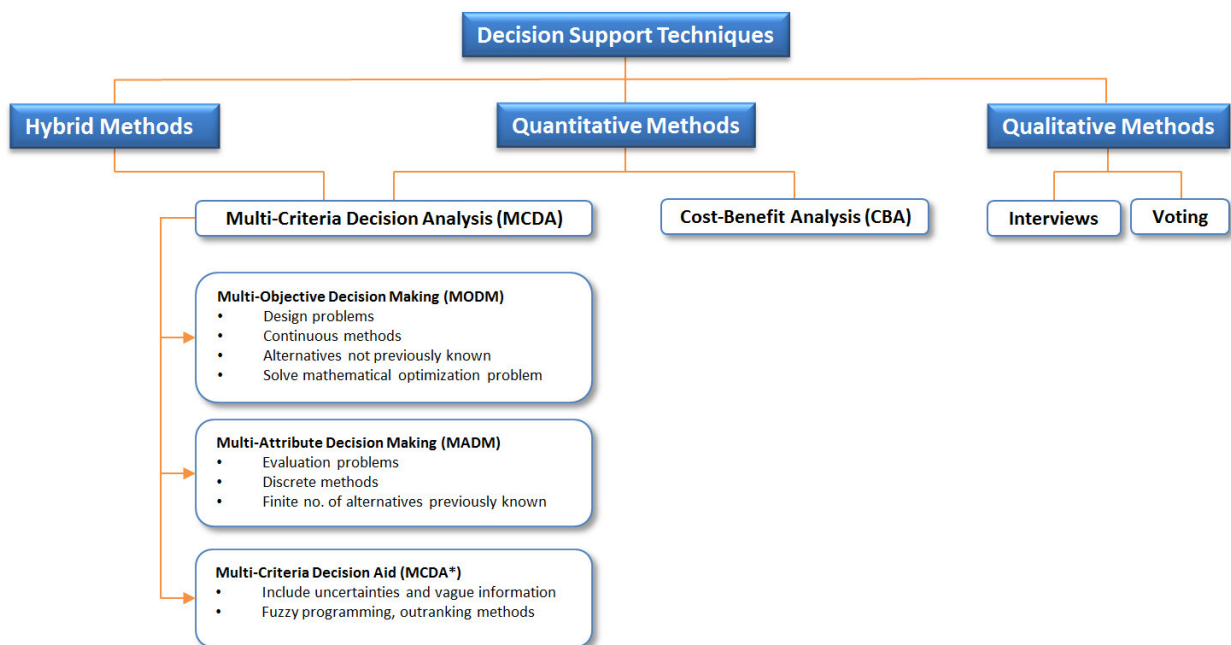 Decision Support Techniques
Hybrid Methods
Quantitative Methods
Qualitative Methods
Multi-Criteria Decision Analysis (MCDA)
Cost-Benefit Analysis (CBA)
Interviews
Voting
Multi-Objective Decision Making (MODM)
• Design problems
• Continuous methods
• Alternatives not previously known
• Solve mathematical optimization problem
Multi-Attribute Decision Making (MADM)
• Evaluation problems
• Discrete methods
• Finite no. of alternatives previously known
Multi-Criteria Decision Aid (MCDA*)
• Include uncertainties and vague information
• Fuzzy programming, outranking methods